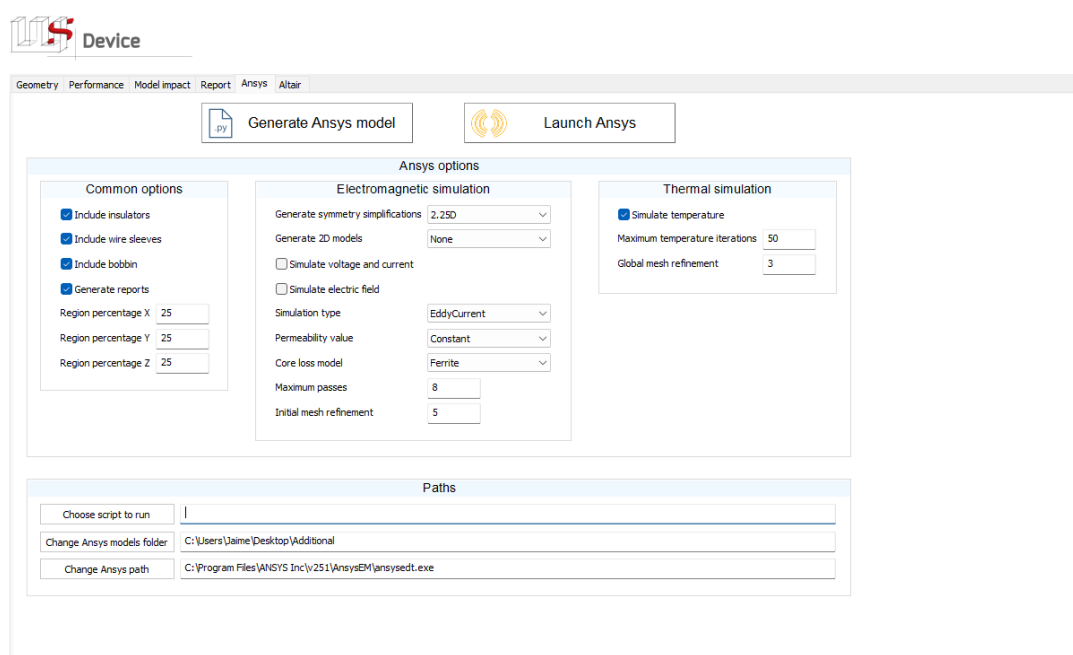 Device
Geometry Performance Model impact Report Ansys Altair
.py Generate Ansys model Launch Ansys
Ansys options
Common options
Include insulators
Include wire sleeves
Include bobbin
Generate reports
Region percentage X 25
Region percentage Y 25
Region percentage Z 25
Electromagnetic simulation
Generate symmetry simplifications 2.25D
Generate 2D models None
Simulate voltage and current
Simulate electric field
Simulation type EddyCurrent
Permeability value Constant
Core loss model Ferrite
Maximum passes 8
Initial mesh refinement 5
Thermal simulation
Simulate temperature
Maximum temperature iterations 50
Global mesh refinement 3
Paths
Choose script to run
Change Ansys models folder C:\Users\Jaime\Desktop\Additional
Change Ansys path C:\Program Files\ANSYS Inc\v251\AnsysEM\ansysedt.exe